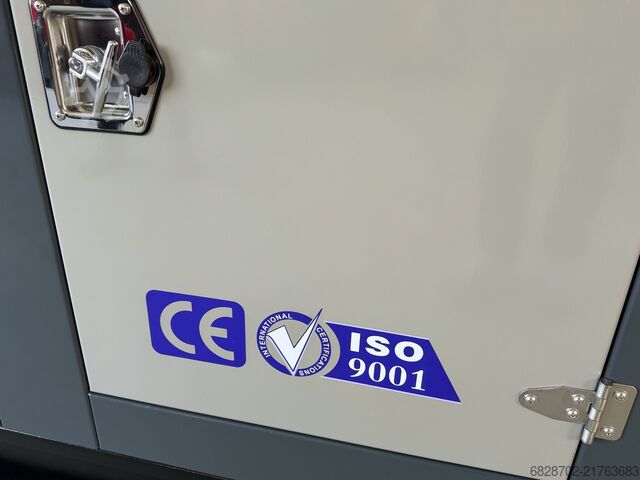 CE
INTERNATIONAL
CERTIFICATIONS
ISO
9001
6828702-21763683